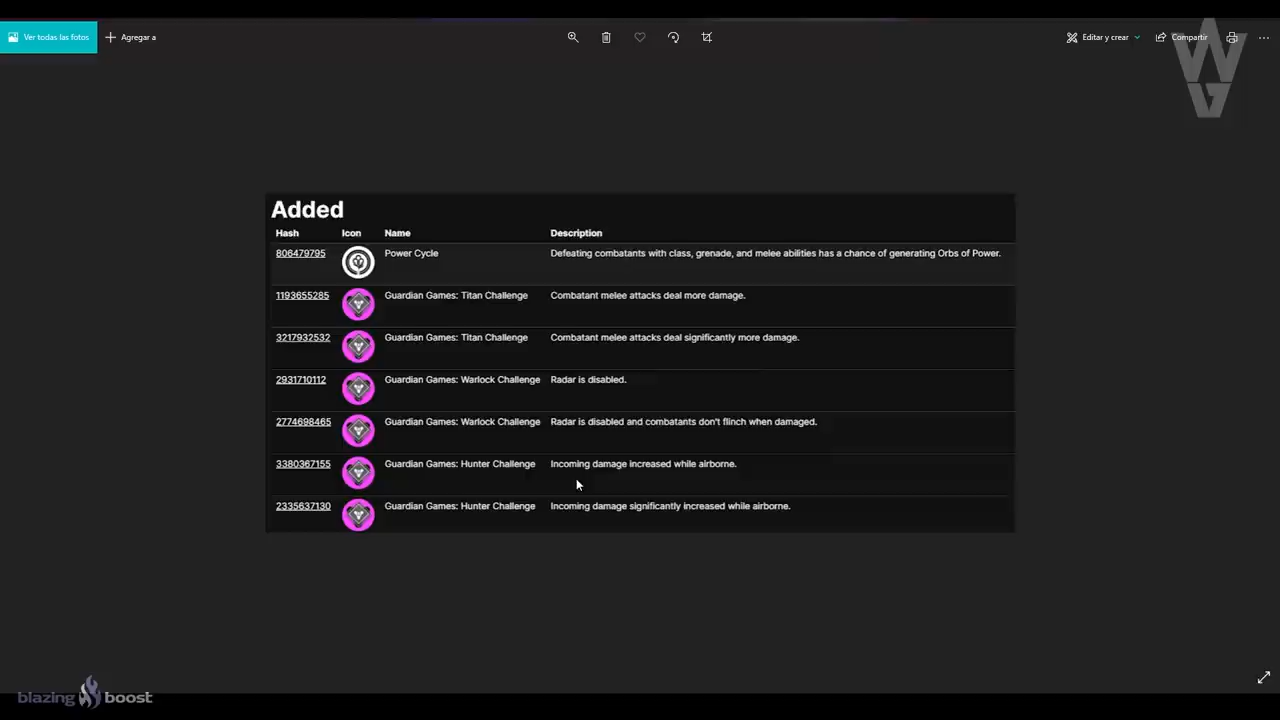 Ver todas las fotos
Agregar a
Editar y crear
Compartir
WG
Added
Hash Icon Name Description
806479795 Power Cycle Defeating combatants with class, grenade, and melee abilities has a chance of generating Orbs of Power.
1193655285 Guardian Games: Titan Challenge Combatant melee attacks deal more damage.
3217932532 Guardian Games: Titan Challenge Combatant melee attacks deal significantly more damage.
2931710112 Guardian Games: Warlock Challenge Radar is disabled.
2774698465 Guardian Games: Warlock Challenge Radar is disabled and combatants don't flinch when damaged.
3380367155 Guardian Games: Hunter Challenge Incoming damage increased while airborne.
2335637130 Guardian Games: Hunter Challenge Incoming damage significantly increased while airborne.
blazing boost